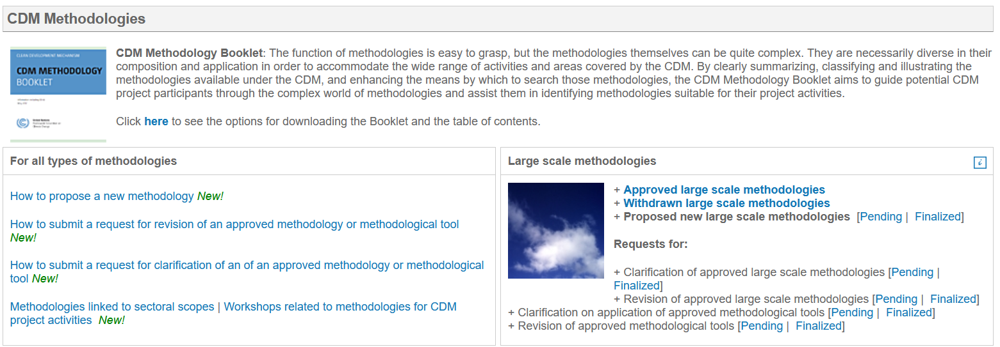 CDM Methodologies
CLEAN DEVELOPMENT MECHANISM
CDM METHODOLOGY
BOOKLET
United Nations
Climate Change
CDM Methodology Booklet: The function of methodologies is easy to grasp, but the methodologies themselves can be quite complex. They are necessarily diverse in their
composition and application in order to accommodate the wide range of activities and areas covered by the CDM. By clearly summarizing, classifying and illustrating the
methodologies available under the CDM, and enhancing the means by which to search those methodologies, the CDM Methodology Booklet aims to guide potential CDM
project participants through the complex world of methodologies and assist them in identifying methodologies suitable for their project activities.
Click here to see the options for downloading the Booklet and the table of contents.
For all types of methodologies
How to propose a new methodology New!
How to submit a request for revision of an approved methodology or methodological tool
New!
How to submit a request for clarification of an of an approved methodology or methodological
tool New!
Methodologies linked to sectoral scopes | Workshops related to methodologies for CDM
project activities New!
Large scale methodologies
i
+ Approved large scale methodologies
+ Withdrawn large scale methodologies
+ Proposed new large scale methodologies [Pending | Finalized]
Requests for:
+ Clarification of approved large scale methodologies [Pending |
Finalized]
+ Revision of approved large scale methodologies [Pending | Finalized]
+ Clarification on application of approved methodological tools [Pending | Finalized]
+ Revision of approved methodological tools [Pending | Finalized]